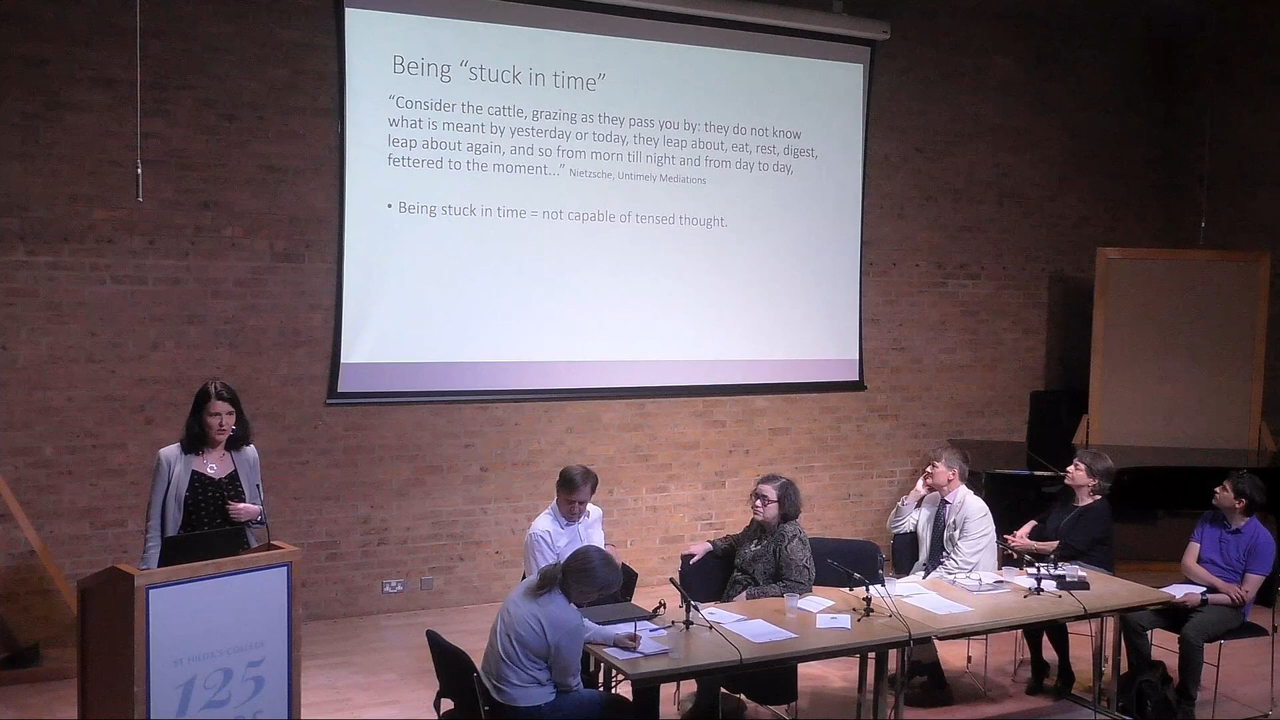 Being “stuck in time”
“Consider the cattle, grazing as they pass you by: they do not know
what is meant by yesterday or today, they leap about, eat, rest, digest,
leap about again, and so from morn till night and from day to day,
fettered to the moment...” Nietzsche, Untimely Mediations
• Being stuck in time = not capable of tensed thought.
ST HILDA'S COLLEGE
125